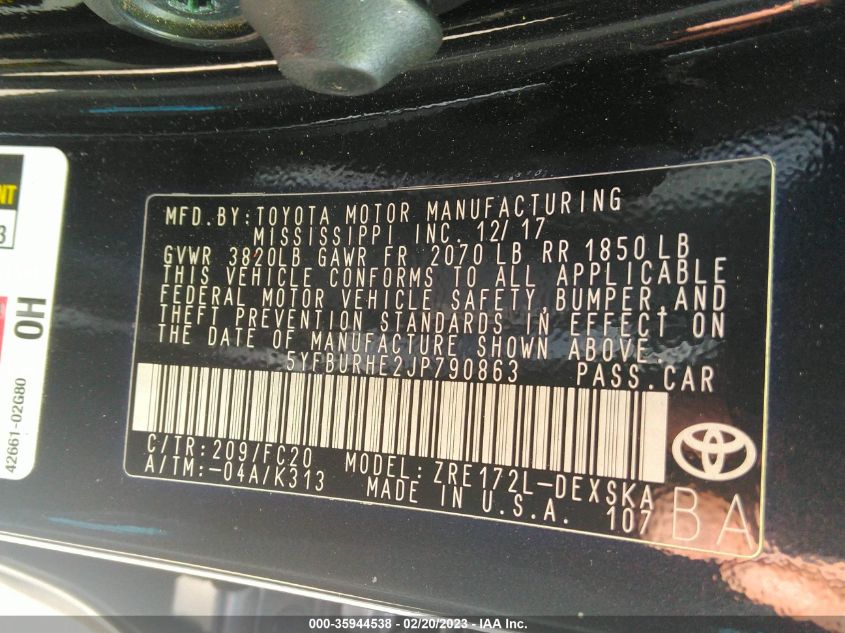 MFD. BY: TOYOTA MOTOR MANUFACTURING
MISSISSIPPI INC. 12/17
GVWR 3820LB GAWR FR 2070 LB RR 1850 LB
THIS VEHICLE CONFORMS TO ALL APPLICABLE
FEDERAL MOTOR VEHICLE SAFETY, BUMPER, AND
THEFT PREVENTION STANDARDS IN EFFECT ON
THE DATE OF MANUFACTURE SHOWN ABOVE.
5YFBURHE2JP790863 PASS. CAR
C/TR: 209/FC20 MODEL: ZRE172L-DEXSKA
A/TM: -04A/K313 MADE IN U.S.A. 107
BA
NT
3
OH
42661-02G80
000-35944538 - 02/20/2023 - IAA Inc.